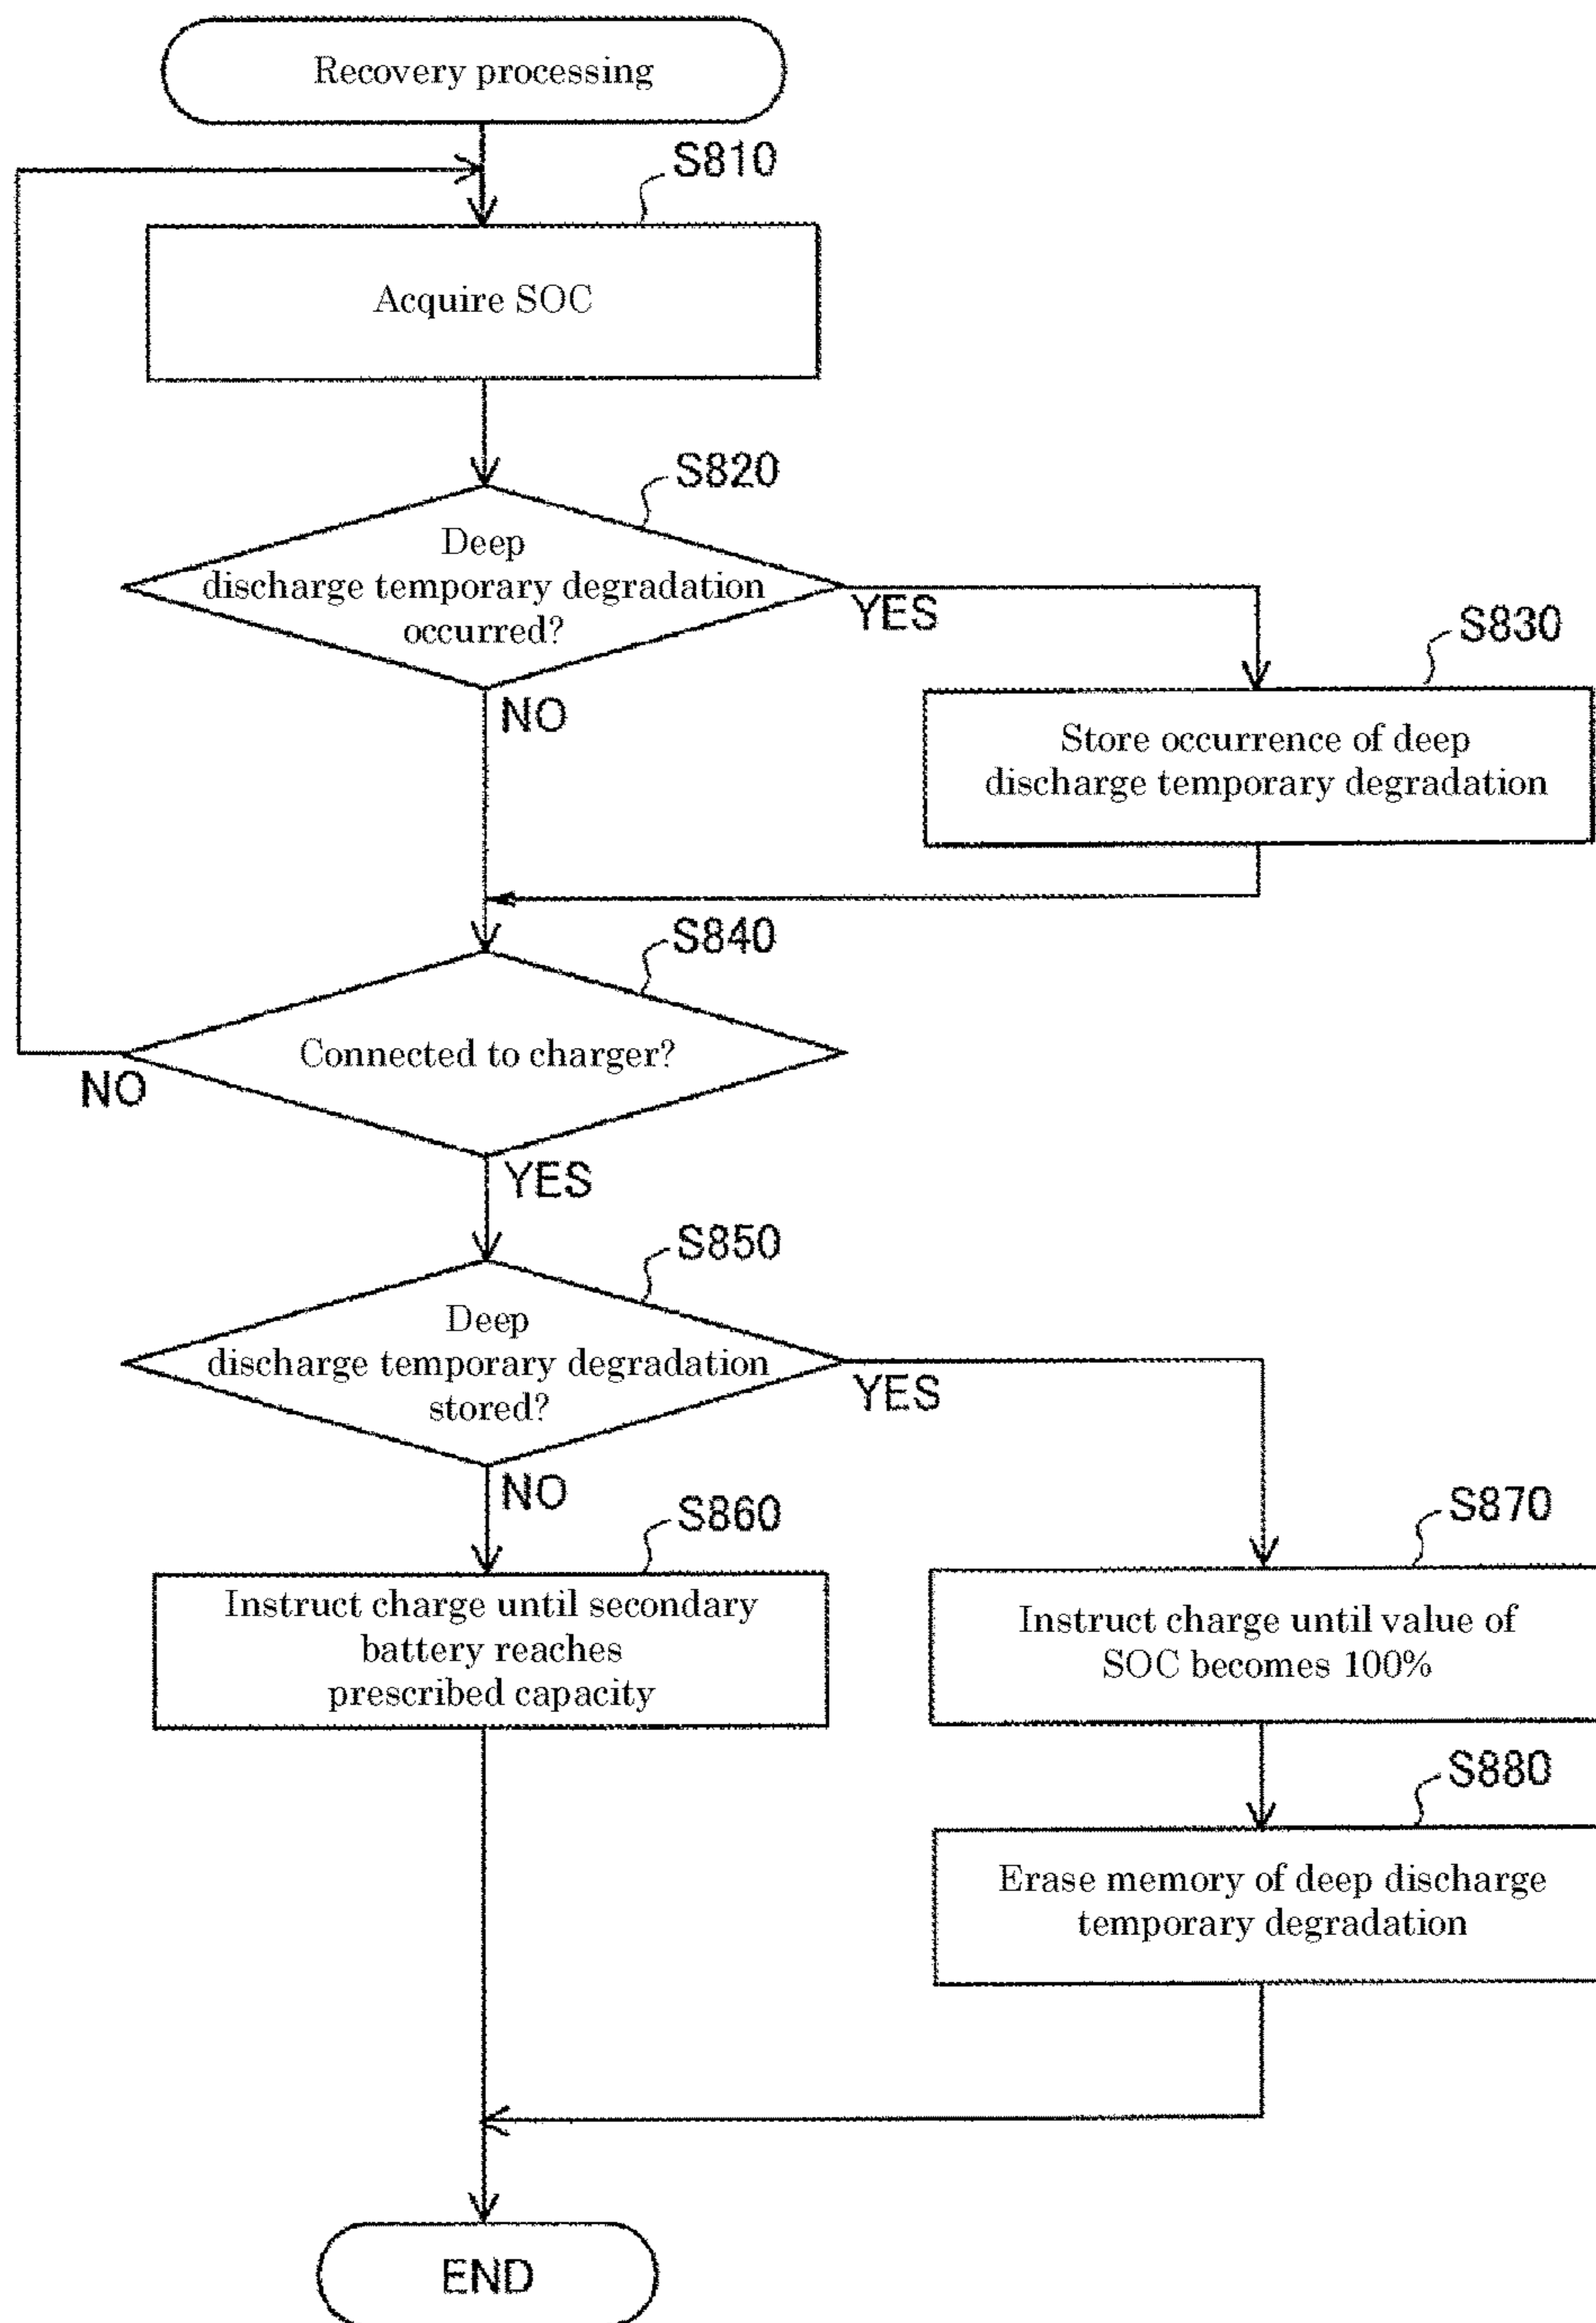 Recovery processing
S810
Acquire SOC
S820
Deep
discharge temporary degradation
occurred?
YES
NO
S830
Store occurrence of deep
discharge temporary degradation
S840
Connected to charger?
NO
YES
S850
Deep
discharge temporary degradation
stored?
YES
NO
S860
Instruct charge until secondary
battery reaches
prescribed capacity
S870
Instruct charge until value of
SOC becomes 100%
S880
Erase memory of deep discharge
temporary degradation
END